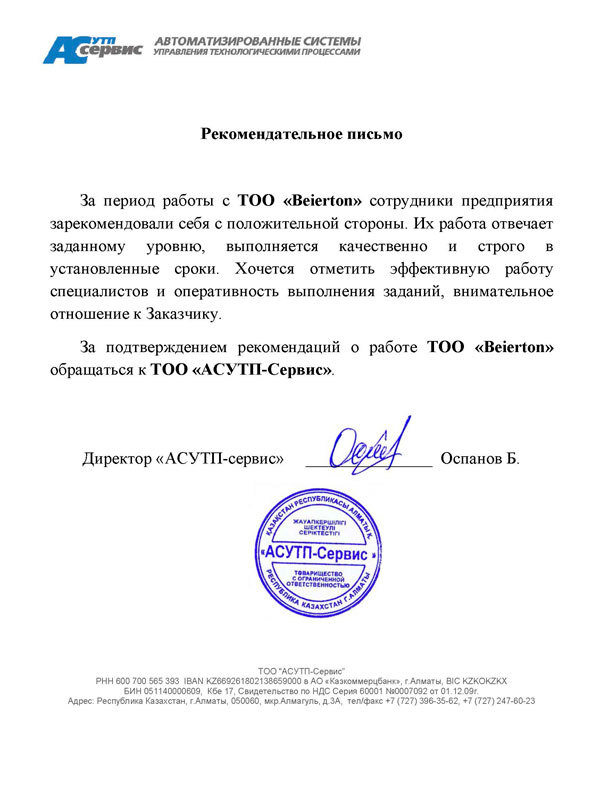 АС УТП сервис
АВТОМАТИЗИРОВАННЫЕ СИСТЕМЫ
УПРАВЛЕНИЯ ТЕХНОЛОГИЧЕСКИМИ ПРОЦЕССАМИ
Рекомендательное письмо
За период работы с ТОО «Beierton» сотрудники предприятия
зарекомендовали себя с положительной стороны. Их работа отвечает
заданному уровню, выполняется качественно и строго в
установленные сроки. Хочется отметить эффективную работу
специалистов и оперативность выполнения заданий, внимательное
отношение к Заказчику.
За подтверждением рекомендаций о работе ТОО «Beierton»
обращаться к ТОО «АСУТП-Сервис».
Директор «АСУТП-сервис» Оспанов Б.
ҚАЗАҚСТАН РЕСПУБЛИКАСЫ АЛМАТЫ Қ.
ЖАУАПКЕРШІЛІГІ
ШЕКТЕУЛІ
СЕРІКТЕСТІГІ
«АСУТП-Сервис»
ТОВАРИЩЕСТВО
С ОГРАНИЧЕННОЙ
ОТВЕТСТВЕННОСТЬЮ
РЕСПУБЛИКА КАЗАХСТАН Г.АЛМАТЫ
ТОО "АСУТП-Сервис"
РНН 600 700 565 393 IBAN KZ669261802138659000 в АО «Казкоммерцбанк», г.Алматы, BIC KZKOKZKX
БИН 051140000609, Кбе 17, Свидетельство по НДС Серия 60001 №0007092 от 01.12.09г.
Адрес: Республика Казахстан, г.Алматы, 050060, мкр.Алмагуль, д.3А, тел/факс +7 (727) 396-35-62, +7 (727) 247-60-23